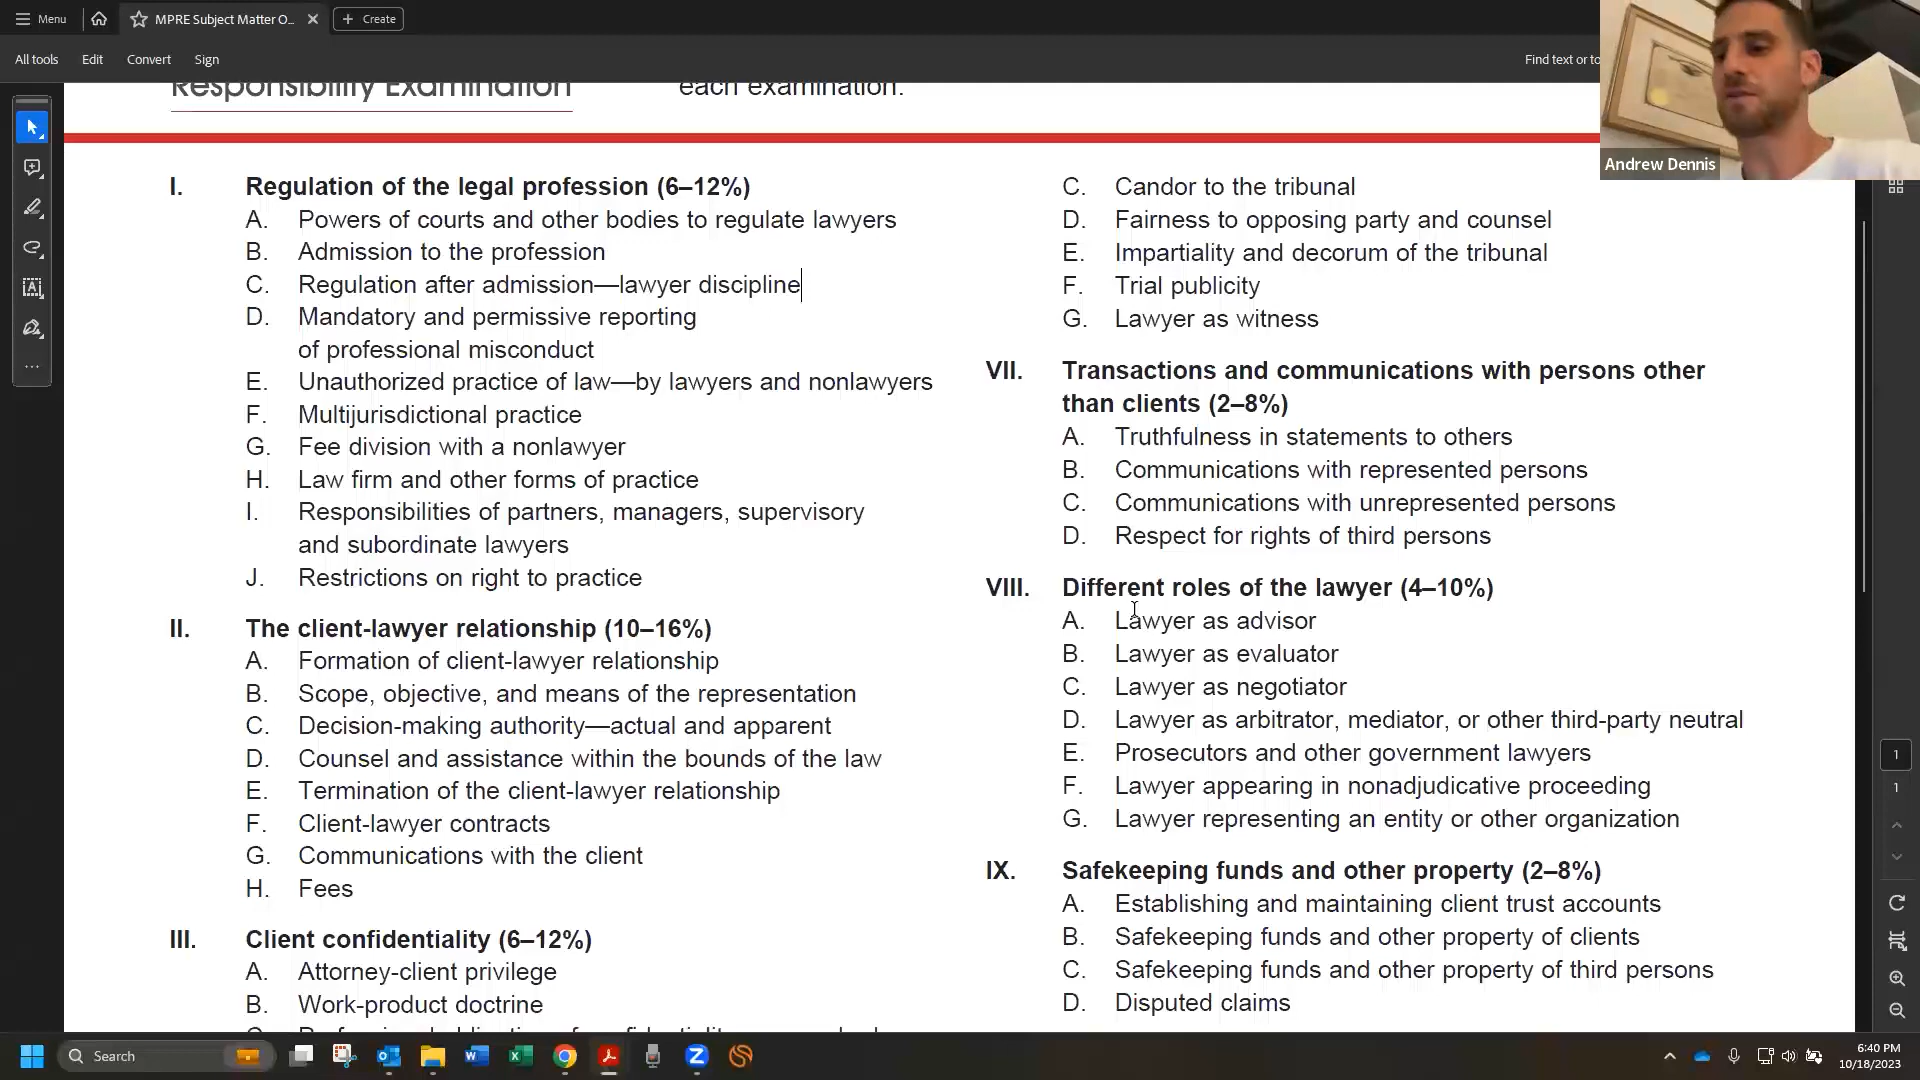 Menu
MPRE Subject Matter O...
Create
All tools
Edit
Convert
Sign
Find text or to
Andrew Dennis
Responsibility Examination
each examination.
I. Regulation of the legal profession (6–12%)
A. Powers of courts and other bodies to regulate lawyers
B. Admission to the profession
C. Regulation after admission—lawyer discipline
D. Mandatory and permissive reporting
of professional misconduct
E. Unauthorized practice of law—by lawyers and nonlawyers
F. Multijurisdictional practice
G. Fee division with a nonlawyer
H. Law firm and other forms of practice
I. Responsibilities of partners, managers, supervisory
and subordinate lawyers
J. Restrictions on right to practice
II. The client-lawyer relationship (10–16%)
A. Formation of client-lawyer relationship
B. Scope, objective, and means of the representation
C. Decision-making authority—actual and apparent
D. Counsel and assistance within the bounds of the law
E. Termination of the client-lawyer relationship
F. Client-lawyer contracts
G. Communications with the client
H. Fees
III. Client confidentiality (6–12%)
A. Attorney-client privilege
B. Work-product doctrine
C. Candor to the tribunal
D. Fairness to opposing party and counsel
E. Impartiality and decorum of the tribunal
F. Trial publicity
G. Lawyer as witness
VII. Transactions and communications with persons other
than clients (2–8%)
A. Truthfulness in statements to others
B. Communications with represented persons
C. Communications with unrepresented persons
D. Respect for rights of third persons
VIII. Different roles of the lawyer (4–10%)
A. Lawyer as advisor
B. Lawyer as evaluator
C. Lawyer as negotiator
D. Lawyer as arbitrator, mediator, or other third-party neutral
E. Prosecutors and other government lawyers
F. Lawyer appearing in nonadjudicative proceeding
G. Lawyer representing an entity or other organization
IX. Safekeeping funds and other property (2–8%)
A. Establishing and maintaining client trust accounts
B. Safekeeping funds and other property of clients
C. Safekeeping funds and other property of third persons
D. Disputed claims
1
1
Search
6:40 PM
10/18/2023